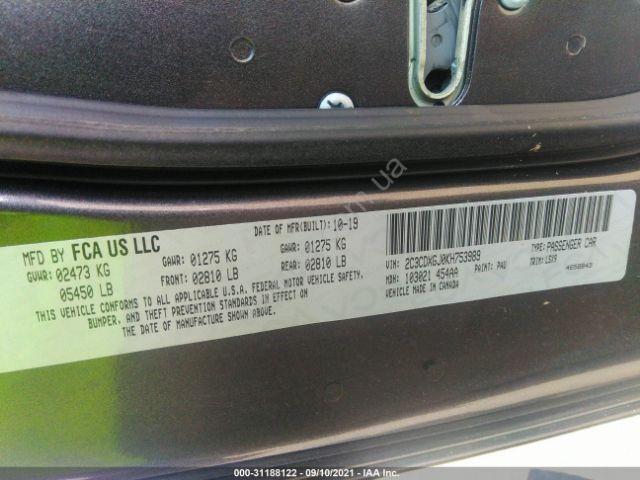 MFD BY FCA US LLC
DATE OF MFR(BUILT): 10-19
GVWR: 02473 KG
05450 LB
GAWR: 01275 KG
FRONT: 02810 LB
GAWR: 01275 KG
REAR: 02810 LB
THIS VEHICLE CONFORMS TO ALL APPLICABLE U.S.A. FEDERAL MOTOR VEHICLE SAFETY,
BUMPER, AND THEFT PREVENTION STANDARDS IN EFFECT ON
THE DATE OF MANUFACTURE SHOWN ABOVE.
VIN: 2C3CDXGJ0KH753989
TYPE: PASSENGER CAR
MDH: 103021 454AA
PAINT: PAU
TRIM: LSX9
VEHICLE MADE IN CANADA
4650843
000-31188122 - 09/10/2021 - IAA Inc.